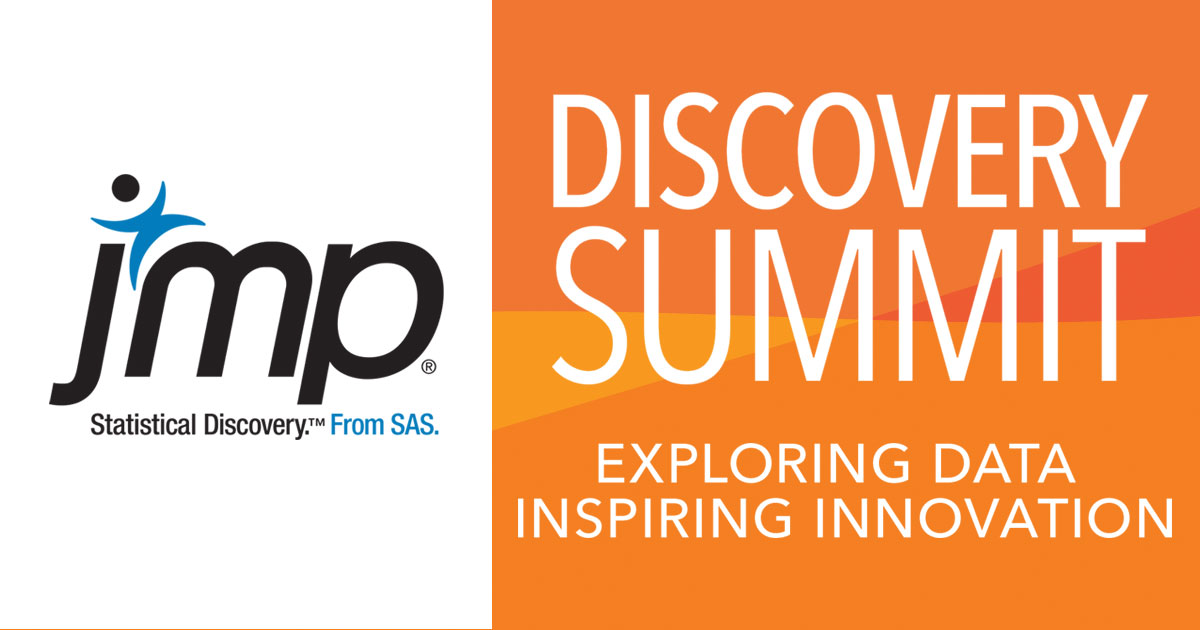 jmp®
Statistical Discovery.™ From SAS.
DISCOVERY
SUMMIT
EXPLORING DATA
INSPIRING INNOVATION